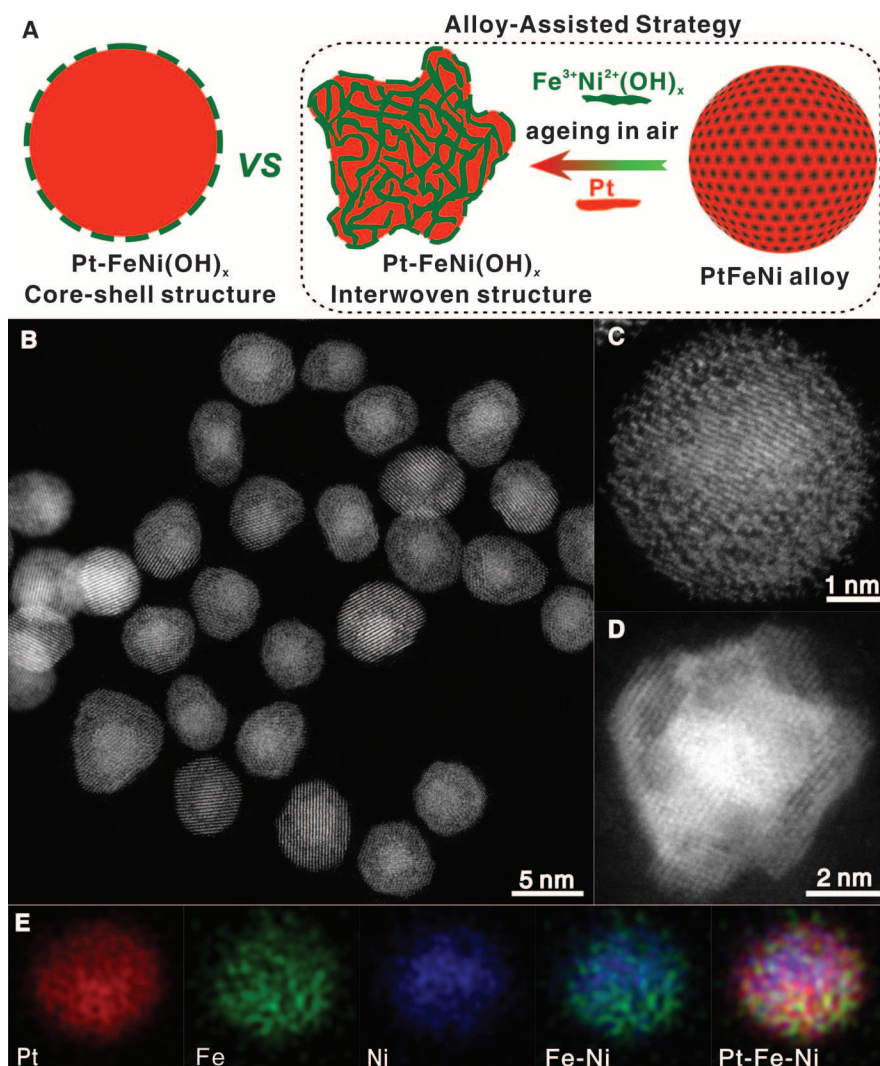 A
Alloy-Assisted Strategy
VS
Fe³⁺Ni²⁺(OH)ₓ
ageing in air
Pt
Pt-FeNi(OH)ₓ
Core-shell structure
Pt-FeNi(OH)ₓ
Interwoven structure
PtFeNi alloy
B
5 nm
C
1 nm
D
2 nm
E
Pt
Fe
Ni
Fe-Ni
Pt-Fe-Ni